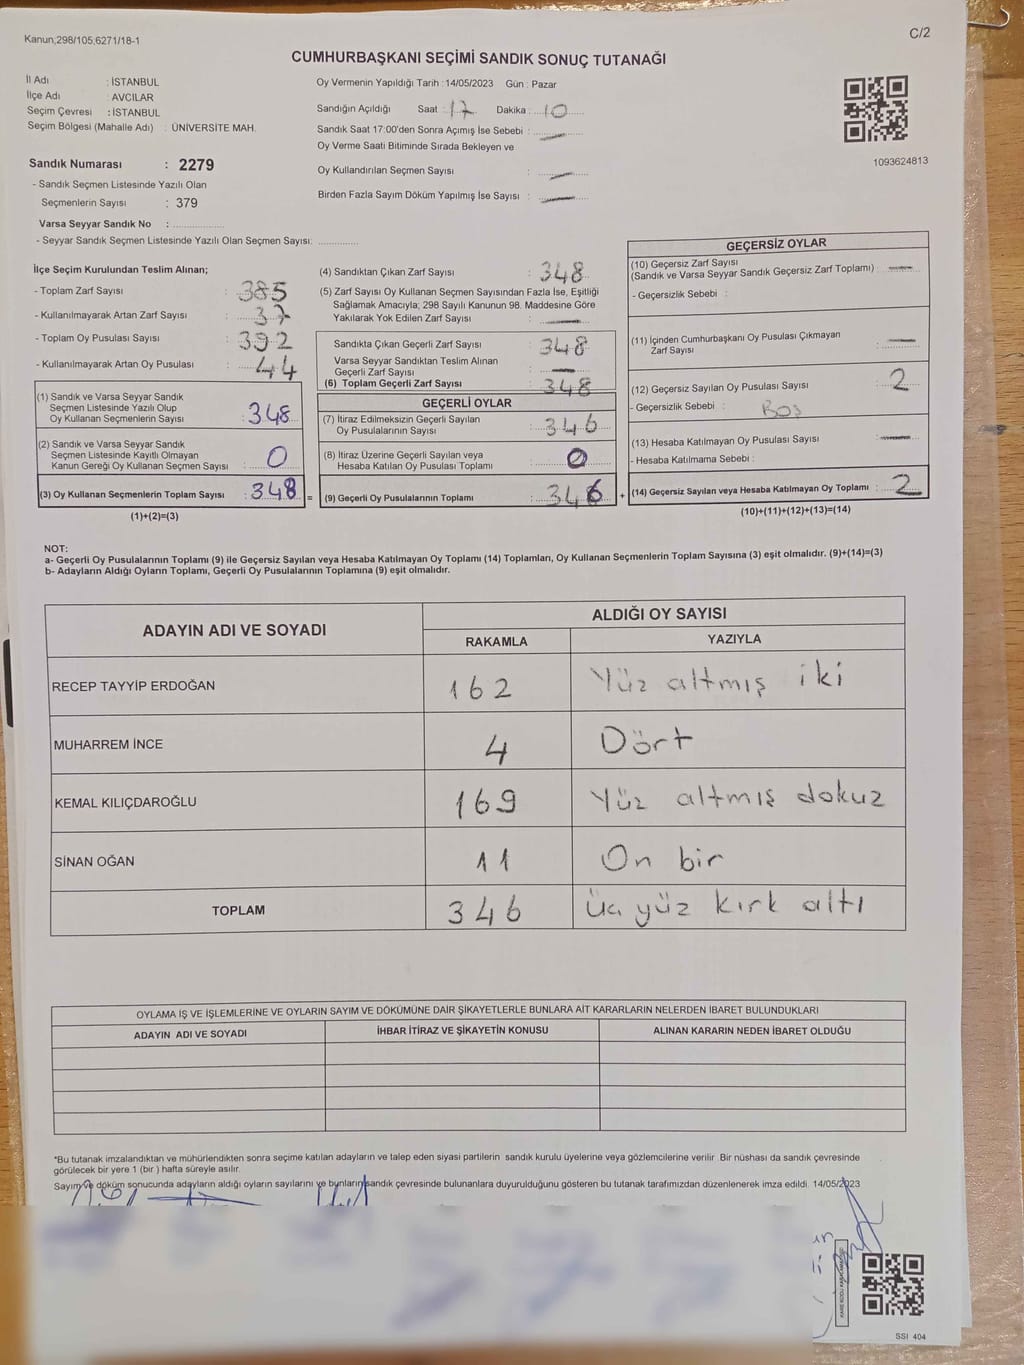 Kanun;298/105;6271/18-1
C/2
CUMHURBAŞKANI SEÇİMİ SANDIK SONUÇ TUTANAĞI
İl Adı : İSTANBUL
İlçe Adı : AVCILAR
Seçim Çevresi : İSTANBUL
Seçim Bölgesi (Mahalle Adı) : ÜNİVERSİTE MAH.
Oy Vermenin Yapıldığı Tarih : 14/05/2023 Gün : Pazar
Sandığın Açıldığı Saat : 17 Dakika : 10
Sandık Saat 17:00'den Sonra Açımış İse Sebebi :
Oy Verme Saati Bitiminde Sırada Bekleyen ve
Oy Kullandırılan Seçmen Sayısı :
Birden Fazla Sayım Döküm Yapılmış İse Sayısı :
1093624813
Sandık Numarası : 2279
- Sandık Seçmen Listesinde Yazılı Olan
Seçmenlerin Sayısı : 379
Varsa Seyyar Sandık No :
- Seyyar Sandık Seçmen Listesinde Yazılı Olan Seçmen Sayısı:
İlçe Seçim Kurulundan Teslim Alınan;
- Toplam Zarf Sayısı : 385
- Kullanılmayarak Artan Zarf Sayısı : 37
- Toplam Oy Pusulası Sayısı : 392
- Kullanılmayarak Artan Oy Pusulası : 44
(1) Sandık ve Varsa Seyyar Sandık
Seçmen Listesinde Yazılı Olup
Oy Kullanan Seçmenlerin Sayısı : 348
(2) Sandık ve Varsa Seyyar Sandık
Seçmen Listesinde Kayıtlı Olmayan
Kanun Gereği Oy Kullanan Seçmen Sayısı : 0
(3) Oy Kullanan Seçmenlerin Toplam Sayısı : 348 =
(1)+(2)=(3)
(4) Sandıktan Çıkan Zarf Sayısı : 348
(5) Zarf Sayısı Oy Kullanan Seçmen Sayısından Fazla İse, Eşitliği
Sağlamak Amacıyla; 298 Sayılı Kanunun 98. Maddesine Göre
Yakılarak Yok Edilen Zarf Sayısı :
Sandıkta Çıkan Geçerli Zarf Sayısı : 348
Varsa Seyyar Sandıktan Teslim Alınan
Geçerli Zarf Sayısı :
(6) Toplam Geçerli Zarf Sayısı : 348
GEÇERLİ OYLAR
(7) İtiraz Edilmeksizin Geçerli Sayılan
Oy Pusulalarının Sayısı : 346
(8) İtiraz Üzerine Geçerli Sayılan veya
Hesaba Katılan Oy Pusulası Toplamı : 0
(9) Geçerli Oy Pusulalarının Toplamı : 346 +
GEÇERSİZ OYLAR
(10) Geçersiz Zarf Sayısı
(Sandık ve Varsa Seyyar Sandık Geçersiz Zarf Toplamı) :
- Geçersizlik Sebebi :
(11) İçinden Cumhurbaşkanı Oy Pusulası Çıkmayan
Zarf Sayısı :
(12) Geçersiz Sayılan Oy Pusulası Sayısı : 2
- Geçersizlik Sebebi : BOŞ
(13) Hesaba Katılmayan Oy Pusulası Sayısı :
- Hesaba Katılmama Sebebi :
(14) Geçersiz Sayılan veya Hesaba Katılmayan Oy Toplamı : 2
(10)+(11)+(12)+(13)=(14)
NOT:
a- Geçerli Oy Pusulalarının Toplamı (9) ile Geçersiz Sayılan veya Hesaba Katılmayan Oy Toplamı (14) Toplamları, Oy Kullanan Seçmenlerin Toplam Sayısına (3) eşit olmalıdır. (9)+(14)=(3)
b- Adayların Aldığı Oyların Toplamı, Geçerli Oy Pusulalarının Toplamına (9) eşit olmalıdır.
ADAYIN ADI VE SOYADI
ALDIĞI OY SAYISI
RAKAMLA YAZIYLA
RECEP TAYYİP ERDOĞAN 162 Yüz altmış iki
MUHARREM İNCE 4 Dört
KEMAL KILIÇDAROĞLU 169 Yüz altmış dokuz
SİNAN OĞAN 11 On bir
TOPLAM 346 Üç yüz kırk altı
OYLAMA İŞ VE İŞLEMLERİNE VE OYLARIN SAYIM VE DÖKÜMÜNE DAİR ŞİKAYETLERLE BUNLARA AİT KARARLARIN NELERDEN İBARET BULUNDUKLARI
ADAYIN ADI VE SOYADI İHBAR İTİRAZ VE ŞİKAYETİN KONUSU ALINAN KARARIN NEDEN İBARET OLDUĞU
*Bu tutanak imzalandıktan ve mühürlendikten sonra seçime katılan adayların ve talep eden siyasi partilerin sandık kurulu üyelerine veya gözlemcilerine verilir. Bir nüshası da sandık çevresinde
görülecek bir yere 1 (bir ) hafta süreyle asılır.
Sayım ve döküm sonucunda adayların aldığı oyların sayılarını ve bunların sandık çevresinde bulunanlara duyurulduğunu gösteren bu tutanak tarafımızdan düzenlenerek imza edildi. 14/05/2023
SSI 404